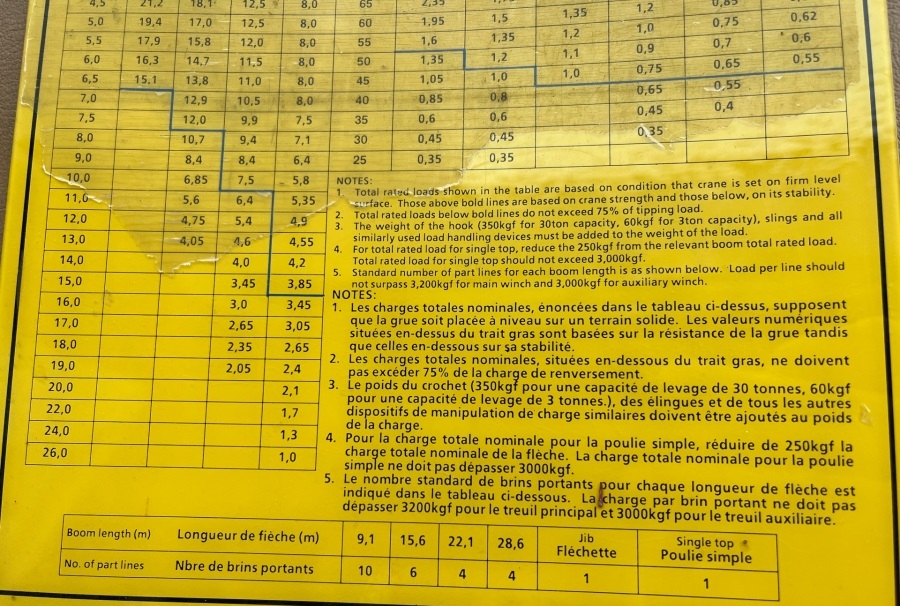 4,5 21,2 18,1 12,5 8,0 65 2,35 1,35 1,2 0,85
5,0 19,4 17,0 12,5 8,0 60 1,95 1,5 1,2 1,0 0,75 0,62
5,5 17,9 15,8 12,0 8,0 55 1,6 1,35 1,1 0,9 0,7 0,6
6,0 16,3 14,7 11,5 8,0 50 1,35 1,2 1,0 0,75 0,65 0,55
6,5 15,1 13,8 11,0 8,0 45 1,05 1,0 0,65 0,55
7,0 12,9 10,5 8,0 40 0,85 0,8 0,45 0,4
7,5 12,0 9,9 7,5 35 0,6 0,6 0,35
8,0 10,7 9,4 7,1 30 0,45 0,45
9,0 8,4 8,4 6,4 25 0,35 0,35
10,0 6,85 7,5 5,8
11,0 5,6 6,4 5,35
12,0 4,75 5,4 4,9
13,0 4,05 4,6 4,55
14,0 4,0 4,2
15,0 3,45 3,85
16,0 3,0 3,45
17,0 2,65 3,05
18,0 2,35 2,65
19,0 2,05 2,4
20,0 2,1
22,0 1,7
24,0 1,3
26,0 1,0
NOTES:
1. Total rated loads shown in the table are based on condition that crane is set on firm level
surface. Those above bold lines are based on crane strength and those below, on its stability.
2. Total rated loads below bold lines do not exceed 75% of tipping load.
3. The weight of the hook (350kgf for 30ton capacity, 60kgf for 3ton capacity), slings and all
similarly used load handling devices must be added to the weight of the load.
4. For total rated load for single top, reduce the 250kgf from the relevant boom total rated load.
Total rated load for single top should not exceed 3,000kgf.
5. Standard number of part lines for each boom length is as shown below. Load per line should
not surpass 3,200kgf for main winch and 3,000kgf for auxiliary winch.
NOTES:
1. Les charges totales nominales, énoncées dans le tableau ci-dessus, supposent
que la grue soit placée à niveau sur un terrain solide. Les valeurs numériques
situées en-dessus du trait gras sont basées sur la résistance de la grue tandis
que celles en-dessous sur sa stabilité.
2. Les charges totales nominales, situées en-dessous du trait gras, ne doivent
pas excéder 75% de la charge de renversement.
3. Le poids du crochet (350kgf pour une capacité de levage de 30 tonnes, 60kgf
pour une capacité de levage de 3 tonnes.), des élingues et de tous les autres
dispositifs de manipulation de charge similaires doivent être ajoutés au poids
de la charge.
4. Pour la charge totale nominale pour la poulie simple, réduire de 250kgf la
charge totale nominale de la flèche. La charge totale nominale pour la poulie
simple ne doit pas dépasser 3000kgf.
5. Le nombre standard de brins portants pour chaque longueur de flèche est
indiqué dans le tableau ci-dessous. La charge par brin portant ne doit pas
dépasser 3200kgf pour le treuil principal et 3000kgf pour le treuil auxiliaire.
Boom length (m) Longueur de flèche (m) 9,1 15,6 22,1 28,6 Jib Single top
Fléchette Poulie simple
No. of part lines Nbre de brins portants 10 6 4 4 1 1